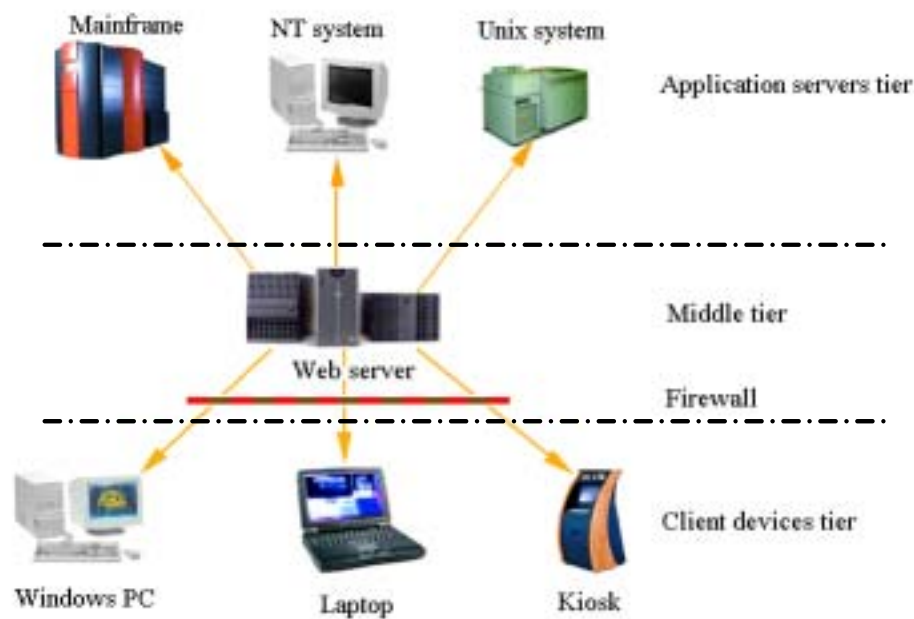 Mainframe
NT system
Unix system
Application servers tier
Middle tier
Web server
Firewall
Client devices tier
Windows PC
Laptop
Kiosk